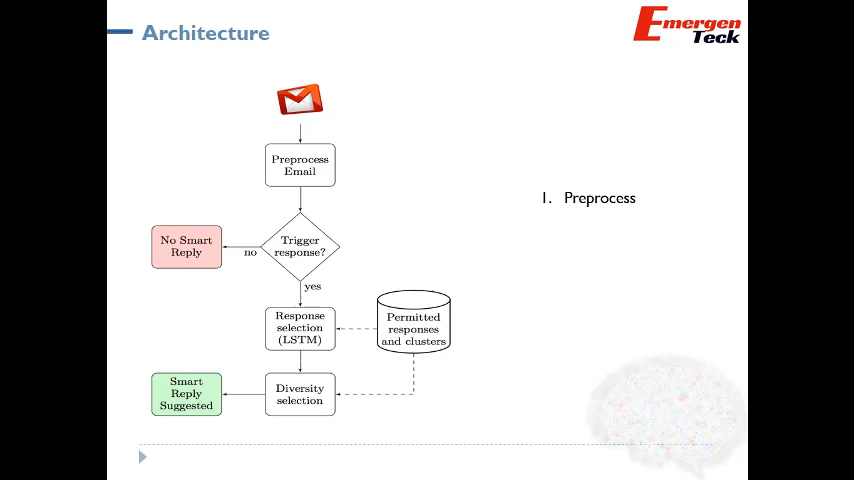 Architecture
Emergen
Teck
Preprocess
Email
1. Preprocess
No Smart
Reply
no
Trigger
response?
yes
Response
selection
(LSTM)
Permitted
responses
and clusters
Smart
Reply
Suggested
Diversity
selection